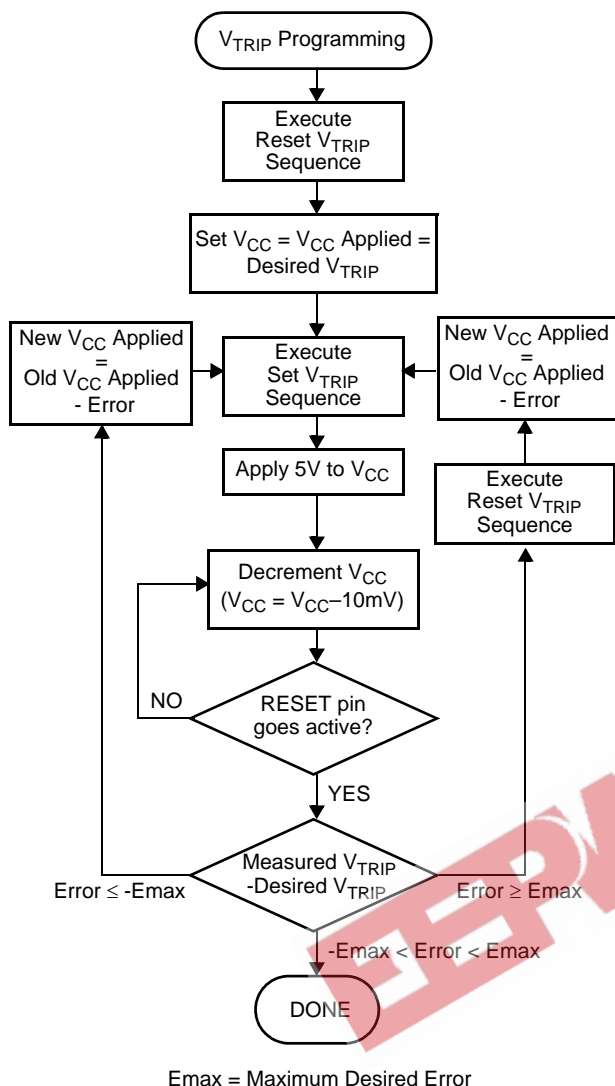 VTRIP Programming
Execute
Reset VTRIP
Sequence
Set VCC = VCC Applied =
Desired VTRIP
New VCC Applied
=
Old VCC Applied
- Error
Execute
Set VTRIP
Sequence
New VCC Applied
=
Old VCC Applied
- Error
Apply 5V to VCC
Execute
Reset VTRIP
Sequence
Decrement VCC
(VCC = VCC–10mV)
NO
RESET pin
goes active?
YES
Measured VTRIP
-Desired VTRIP
Error ≤ -Emax
Error ≥ Emax
-Emax < Error < Emax
DONE
Emax = Maximum Desired Error